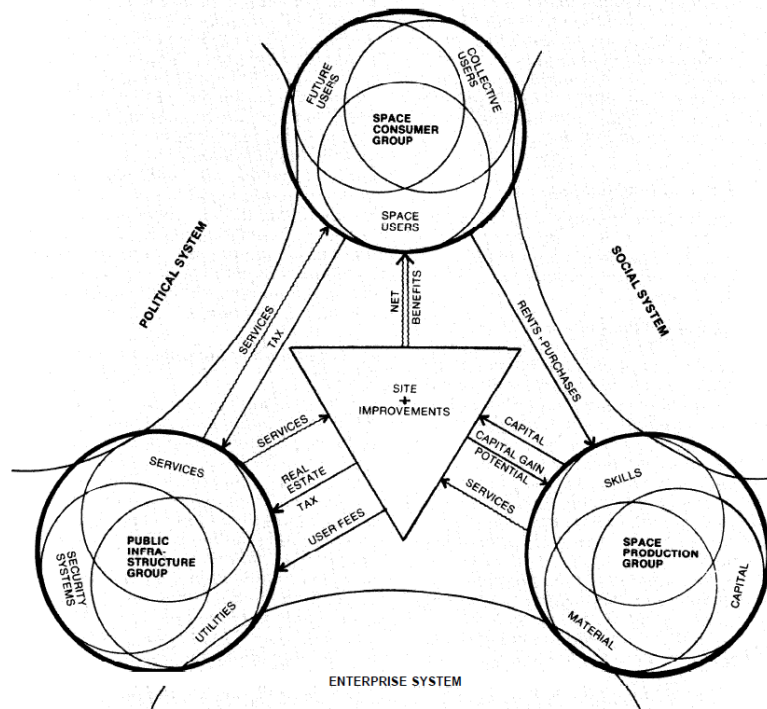 FUTURE
USERS
COLLECTIVE
USERS
SPACE
CONSUMER
GROUP
SPACE
USERS
POLITICAL SYSTEM
SOCIAL SYSTEM
SERVICES
TAX
NET
BENEFITS
RENTS - PURCHASES
SITE
+
IMPROVEMENTS
SERVICES
REAL
ESTATE
TAX
USER FEES
CAPITAL
CAPITAL GAIN
POTENTIAL
SERVICES
SERVICES
PUBLIC
INFRA-
STRUCTURE
GROUP
SECURITY
SYSTEMS
UTILITIES
SKILLS
SPACE
PRODUCTION
GROUP
CAPITAL
MATERIAL
ENTERPRISE SYSTEM